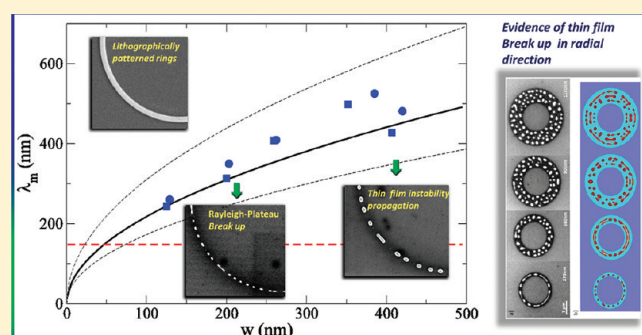 Evidence of thin film
Break up in radial
direction
Lithographically
patterned rings
Rayleigh-Plateau
Break up
Thin film instability
propagation
λm (nm)
600
400
200
0
0
100
200
300
400
500
w (nm)